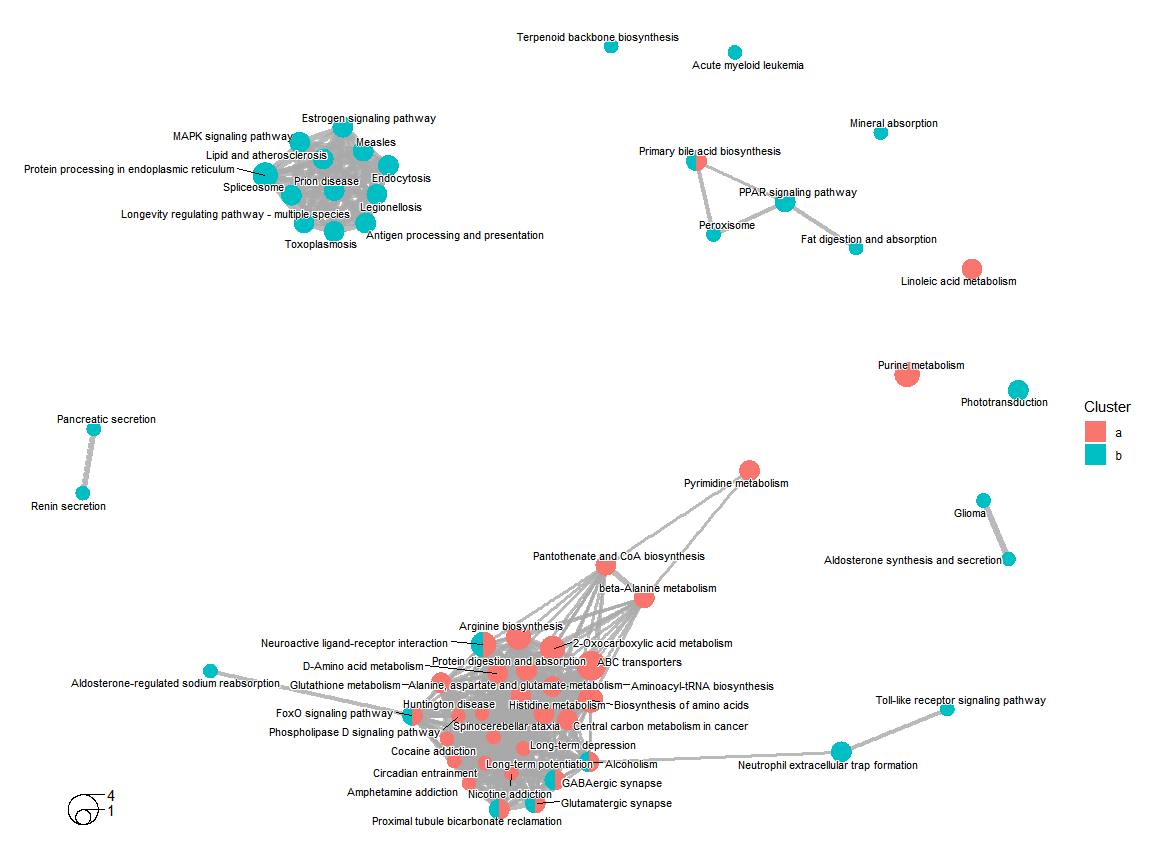 Terpenoid backbone biosynthesis
Acute myeloid leukemia
Estrogen signaling pathway
Mineral absorption
MAPK signaling pathway
Measles
Primary bile acid biosynthesis
Lipid and atherosclerosis
Protein processing in endoplasmic reticulum
Prion disease
Endocytosis
Spliceosome
PPAR signaling pathway
Legionellosis
Longevity regulating pathway - multiple species
Peroxisome
Antigen processing and presentation
Fat digestion and absorption
Toxoplasmosis
Linoleic acid metabolism
Purine metabolism
Phototransduction
Cluster
a
b
Pancreatic secretion
Renin secretion
Pyrimidine metabolism
Glioma
Pantothenate and CoA biosynthesis
Aldosterone synthesis and secretion
beta-Alanine metabolism
Arginine biosynthesis
Neuroactive ligand-receptor interaction
2-Oxocarboxylic acid metabolism
D-Amino acid metabolism
Protein digestion and absorption
ABC transporters
Aldosterone-regulated sodium reabsorption
Glutathione metabolism
Alanine, aspartate and glutamate metabolism
Aminoacyl-tRNA biosynthesis
Huntington disease
Histidine metabolism
Biosynthesis of amino acids
Toll-like receptor signaling pathway
FoxO signaling pathway
Phospholipase D signaling pathway
Spinocerebellar ataxia
Central carbon metabolism in cancer
Cocaine addiction
Long-term depression
Long-term potentiation
Alcoholism
Neutrophil extracellular trap formation
Circadian entrainment
GABAergic synapse
Amphetamine addiction
Nicotine addiction
Glutamatergic synapse
Proximal tubule bicarbonate reclamation
4
1